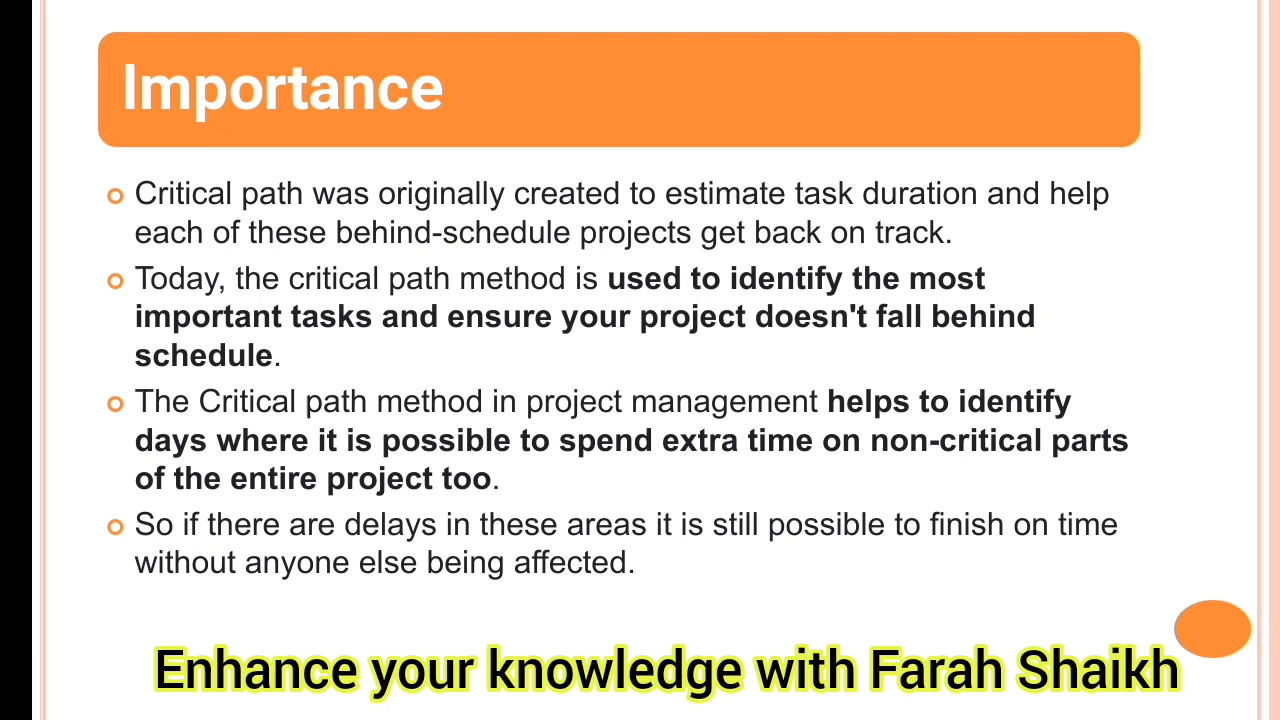 Importance
Critical path was originally created to estimate task duration and help
each of these behind-schedule projects get back on track.
Today, the critical path method is used to identify the most
important tasks and ensure your project doesn't fall behind
schedule.
The Critical path method in project management helps to identify
days where it is possible to spend extra time on non-critical parts
of the entire project too.
So if there are delays in these areas it is still possible to finish on time
without anyone else being affected.
Enhance your knowledge with Farah Shaikh